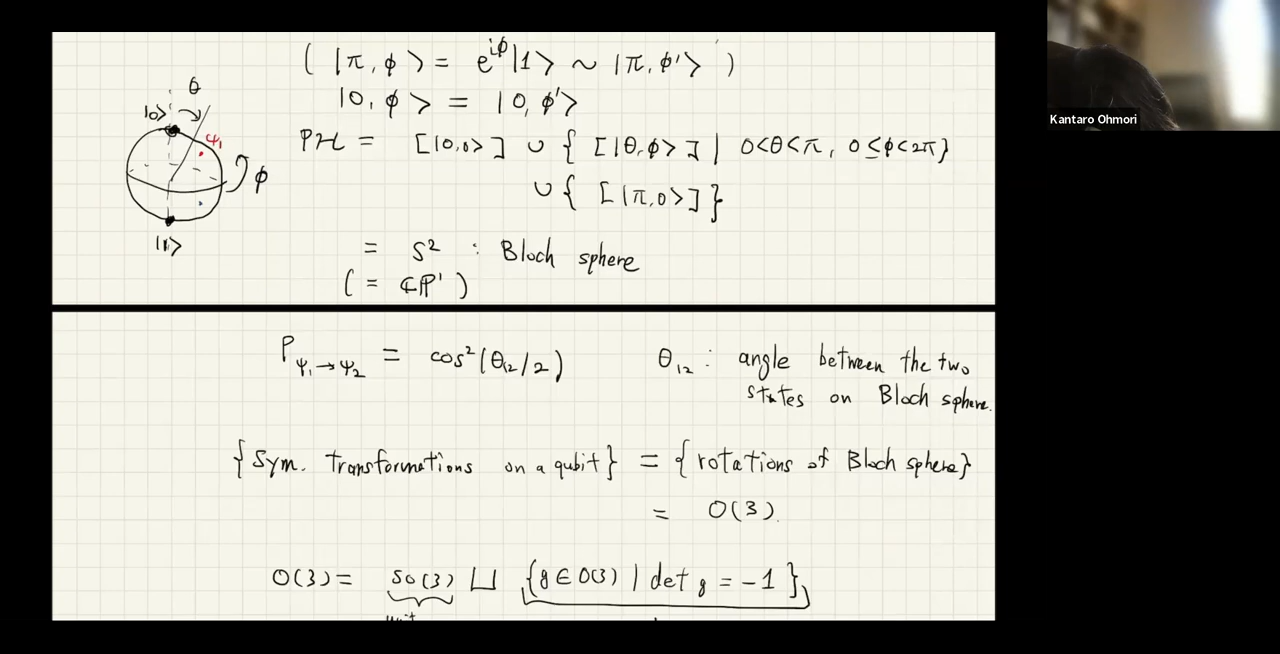 ( |π, φ > = e^{iφ} |1> ~ |π, φ'> )
|0, φ > = |0, φ'>
θ
|0>
ψ₁
φ
|1>
Pℋ = [|0,0>] ∪ { [|θ,φ>] | 0<θ<π, 0≤φ<2π}
∪ { [|π,0>] }
= S² : Bloch sphere
( = ℂP¹ )
P_{ψ₁→ψ₂} = cos²(θ₁₂/2) θ₁₂ : angle between the two
states on Bloch sphere.
{Sym. transformations on a qubit} = {rotations of Bloch sphere}
= O(3).
O(3) = SO(3) ⊔ {g ∈ O(3) | det g = -1 }
Kantaro Ohmori